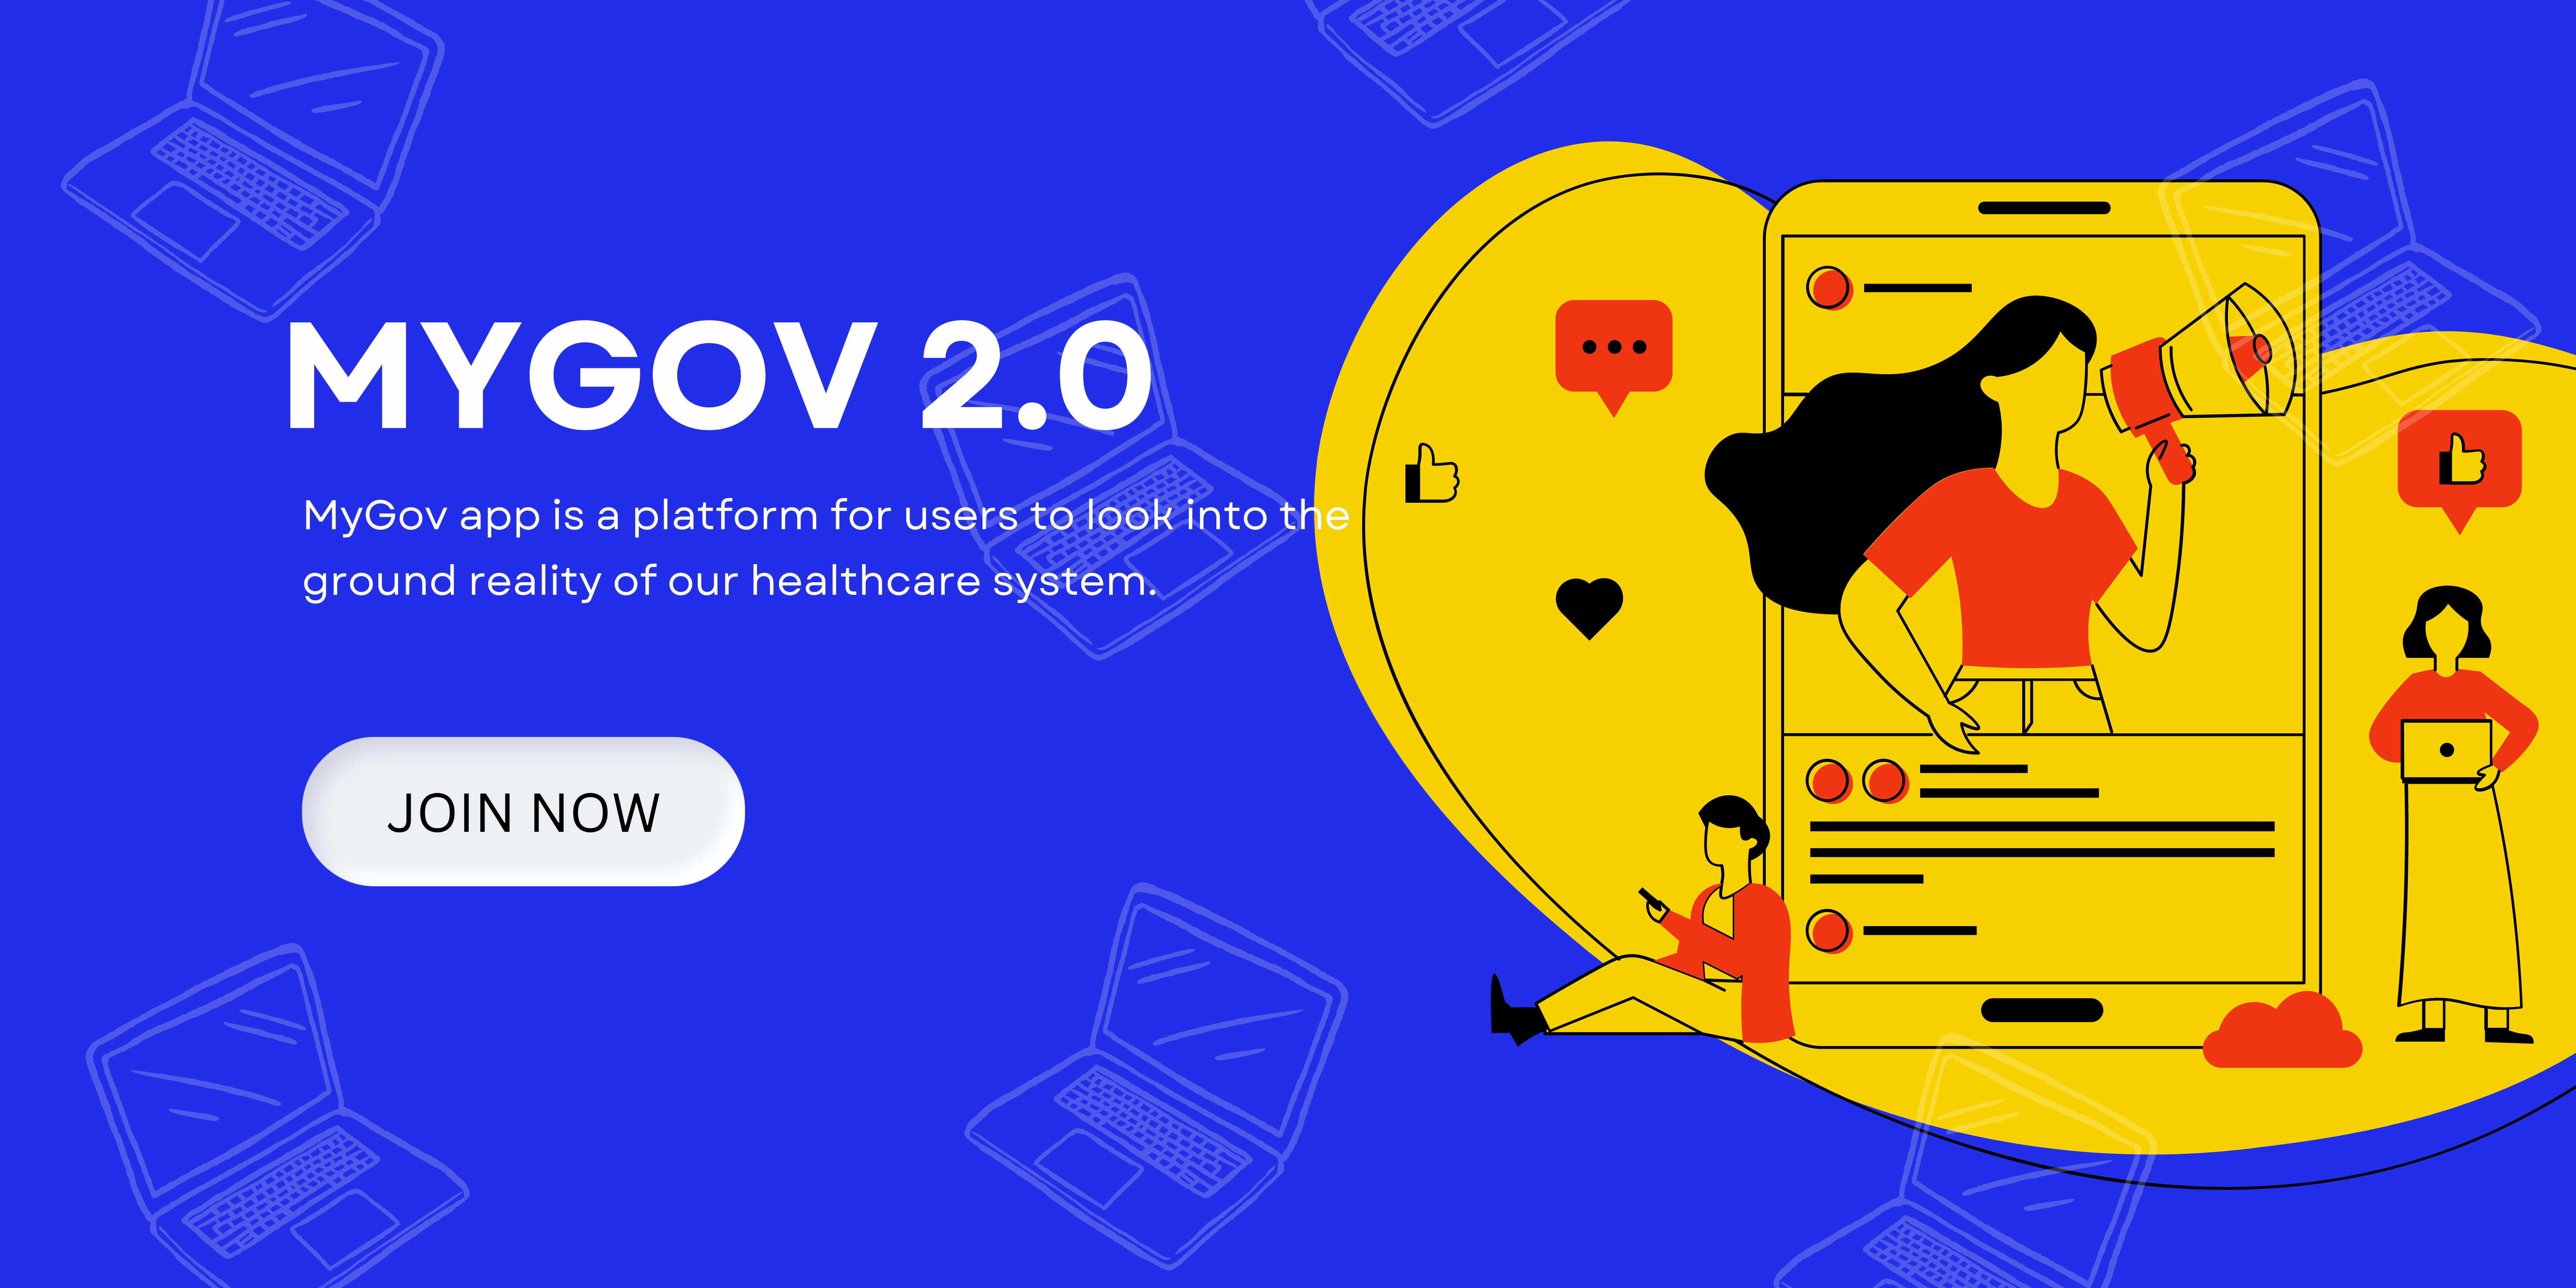 MYGOV 2.0
MyGov app is a platform for users to look into the
ground reality of our healthcare system.
JOIN NOW